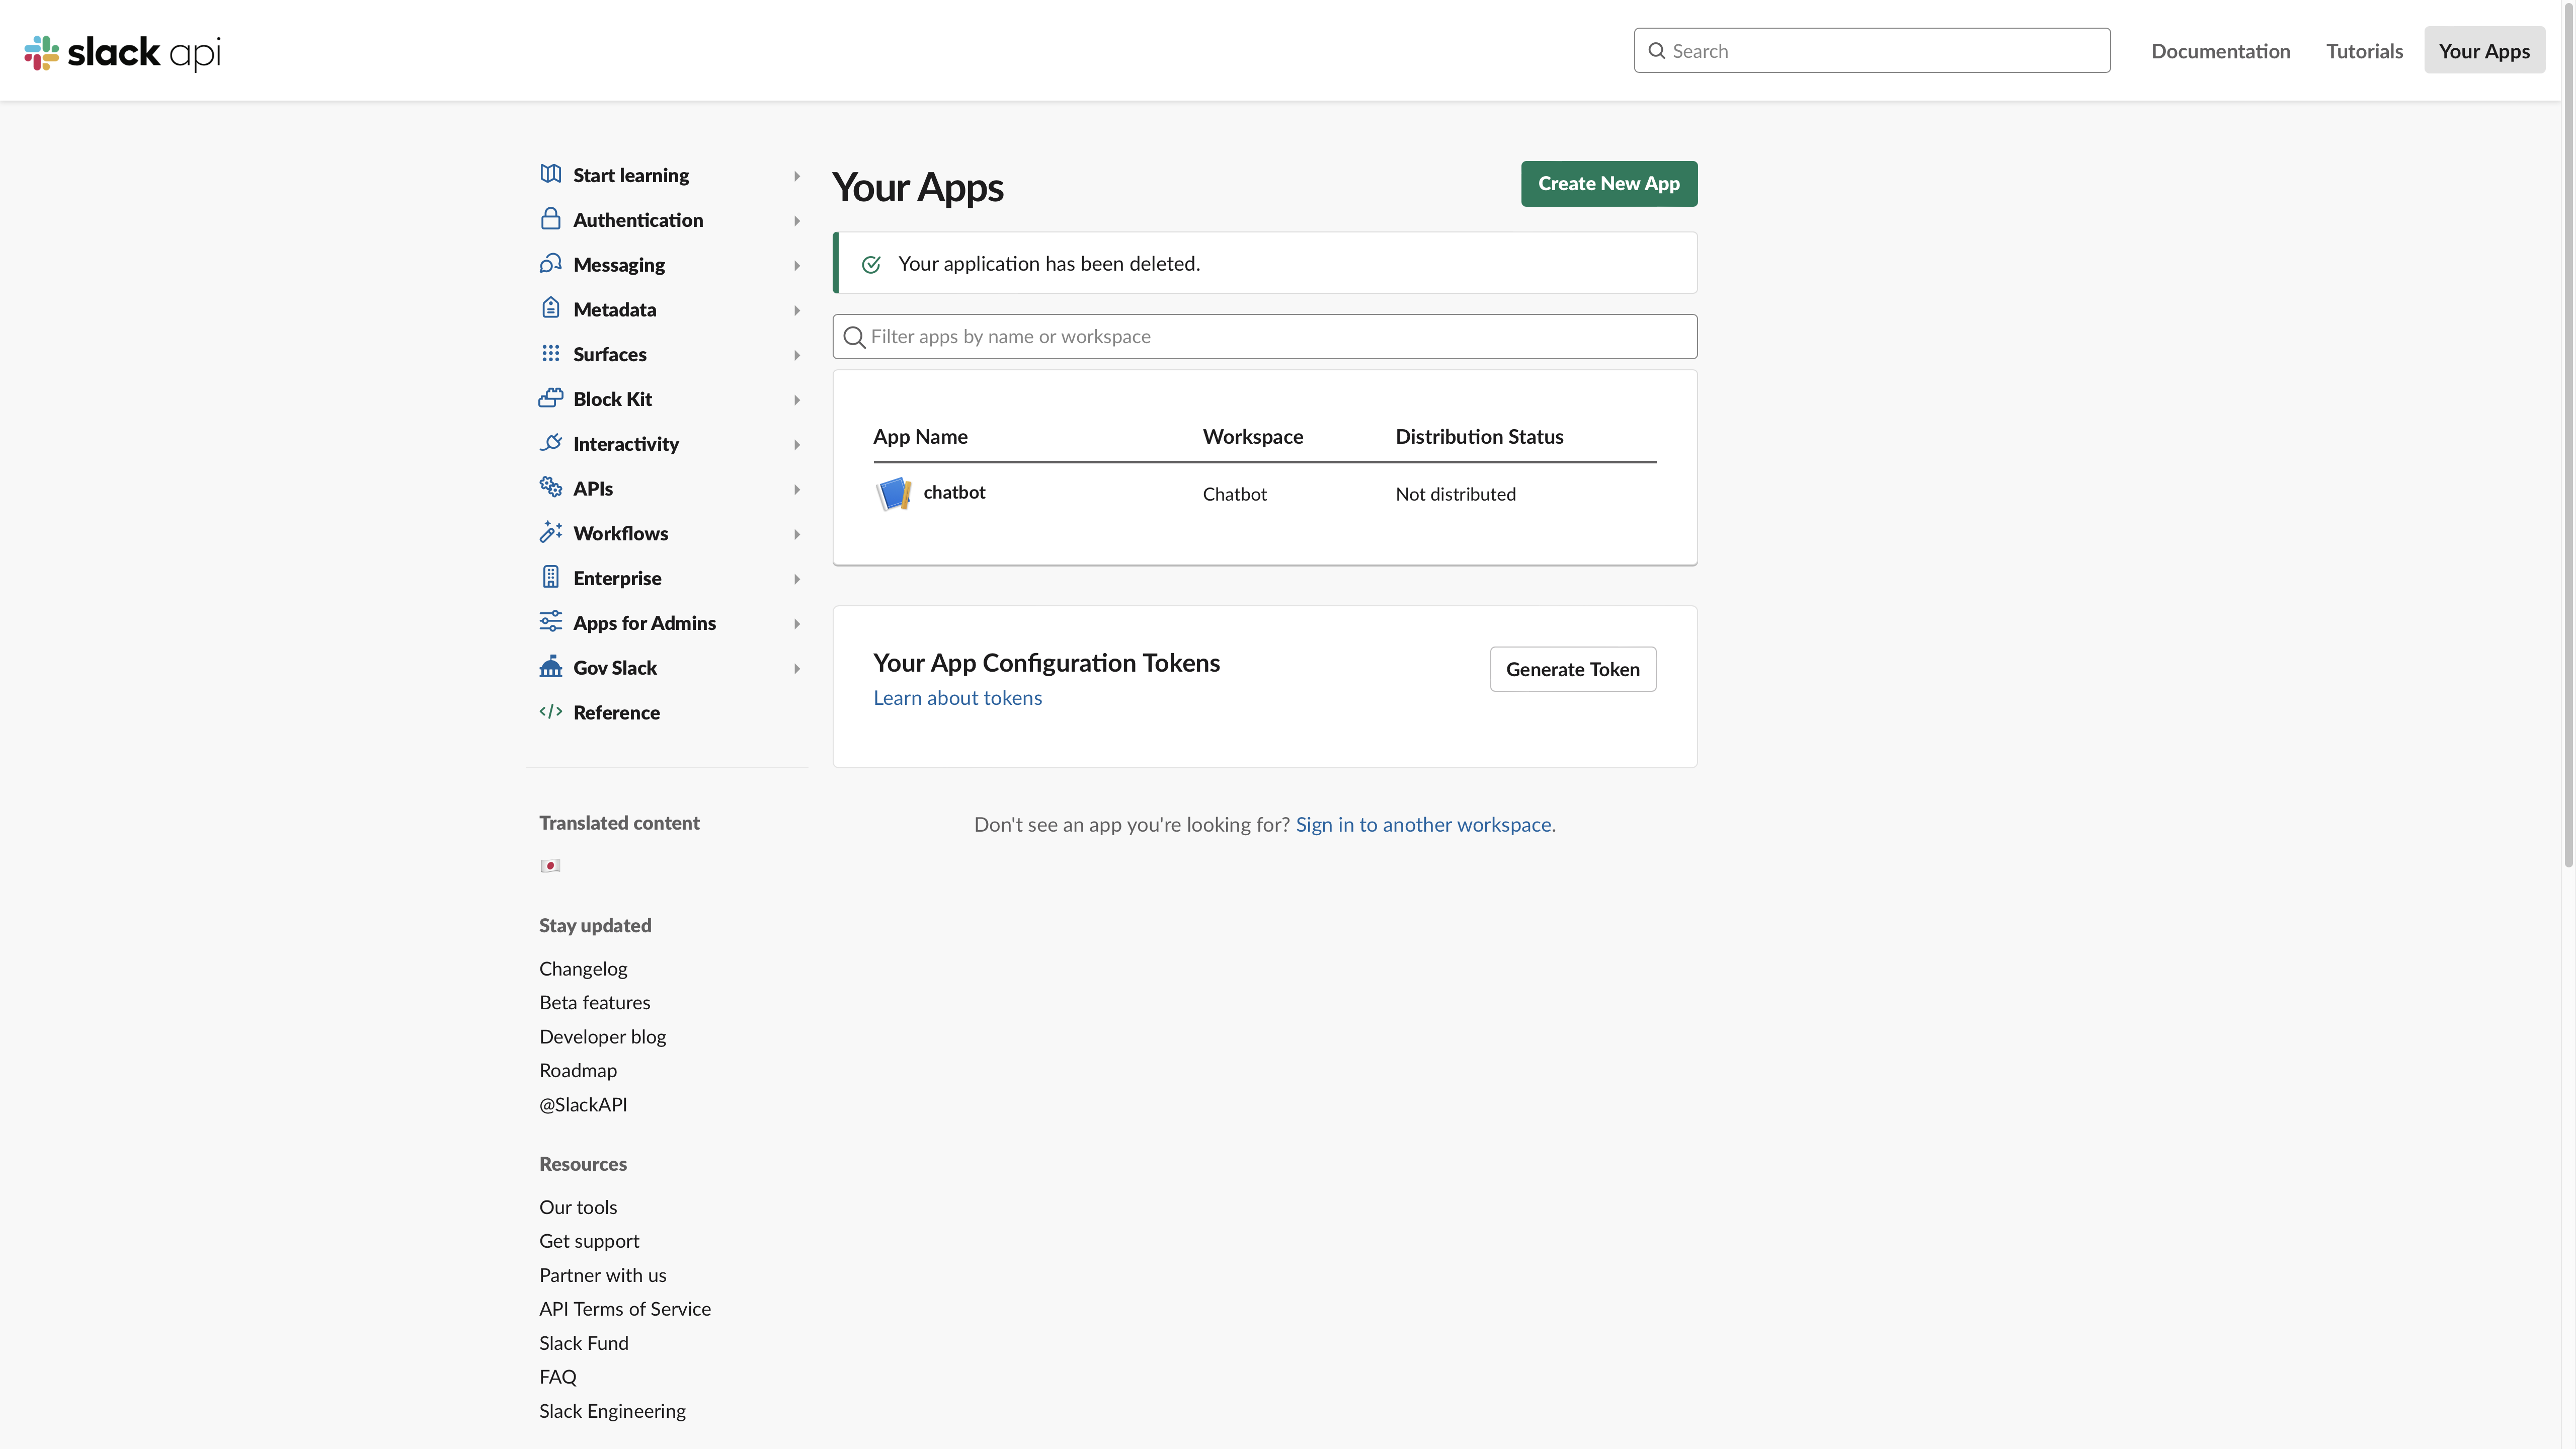 slack api
Search
Documentation
Tutorials
Your Apps
Start learning
Authentication
Messaging
Metadata
Surfaces
Block Kit
Interactivity
APIs
Workflows
Enterprise
Apps for Admins
Gov Slack
Reference
Translated content
Stay updated
Changelog
Beta features
Developer blog
Roadmap
@SlackAPI
Resources
Our tools
Get support
Partner with us
API Terms of Service
Slack Fund
FAQ
Slack Engineering
Your Apps
Create New App
Your application has been deleted.
Filter apps by name or workspace
App Name Workspace Distribution Status
chatbot Chatbot Not distributed
Your App Configuration Tokens
Learn about tokens
Generate Token
Don't see an app you're looking for? Sign in to another workspace.